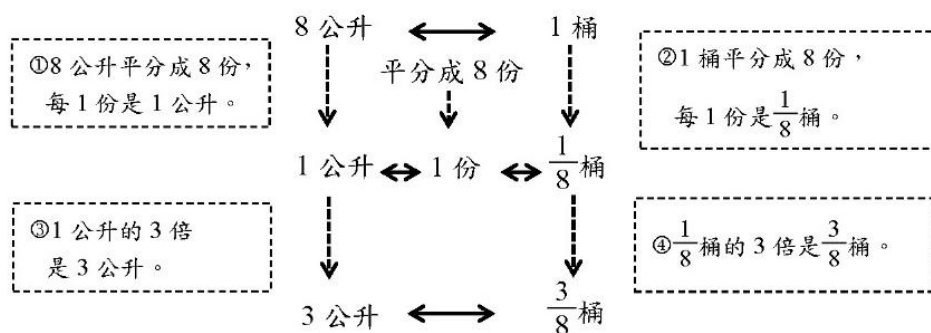 8 公升 1 桶
①8 公升平分成 8 份，
每 1 份是 1 公升。
平分成 8 份
②1 桶平分成 8 份，
每 1 份是 1/8 桶。
1 公升 1 份 1/8 桶
③1 公升的 3 倍
是 3 公升。
④1/8 桶的 3 倍是 3/8 桶。
3 公升 3/8 桶